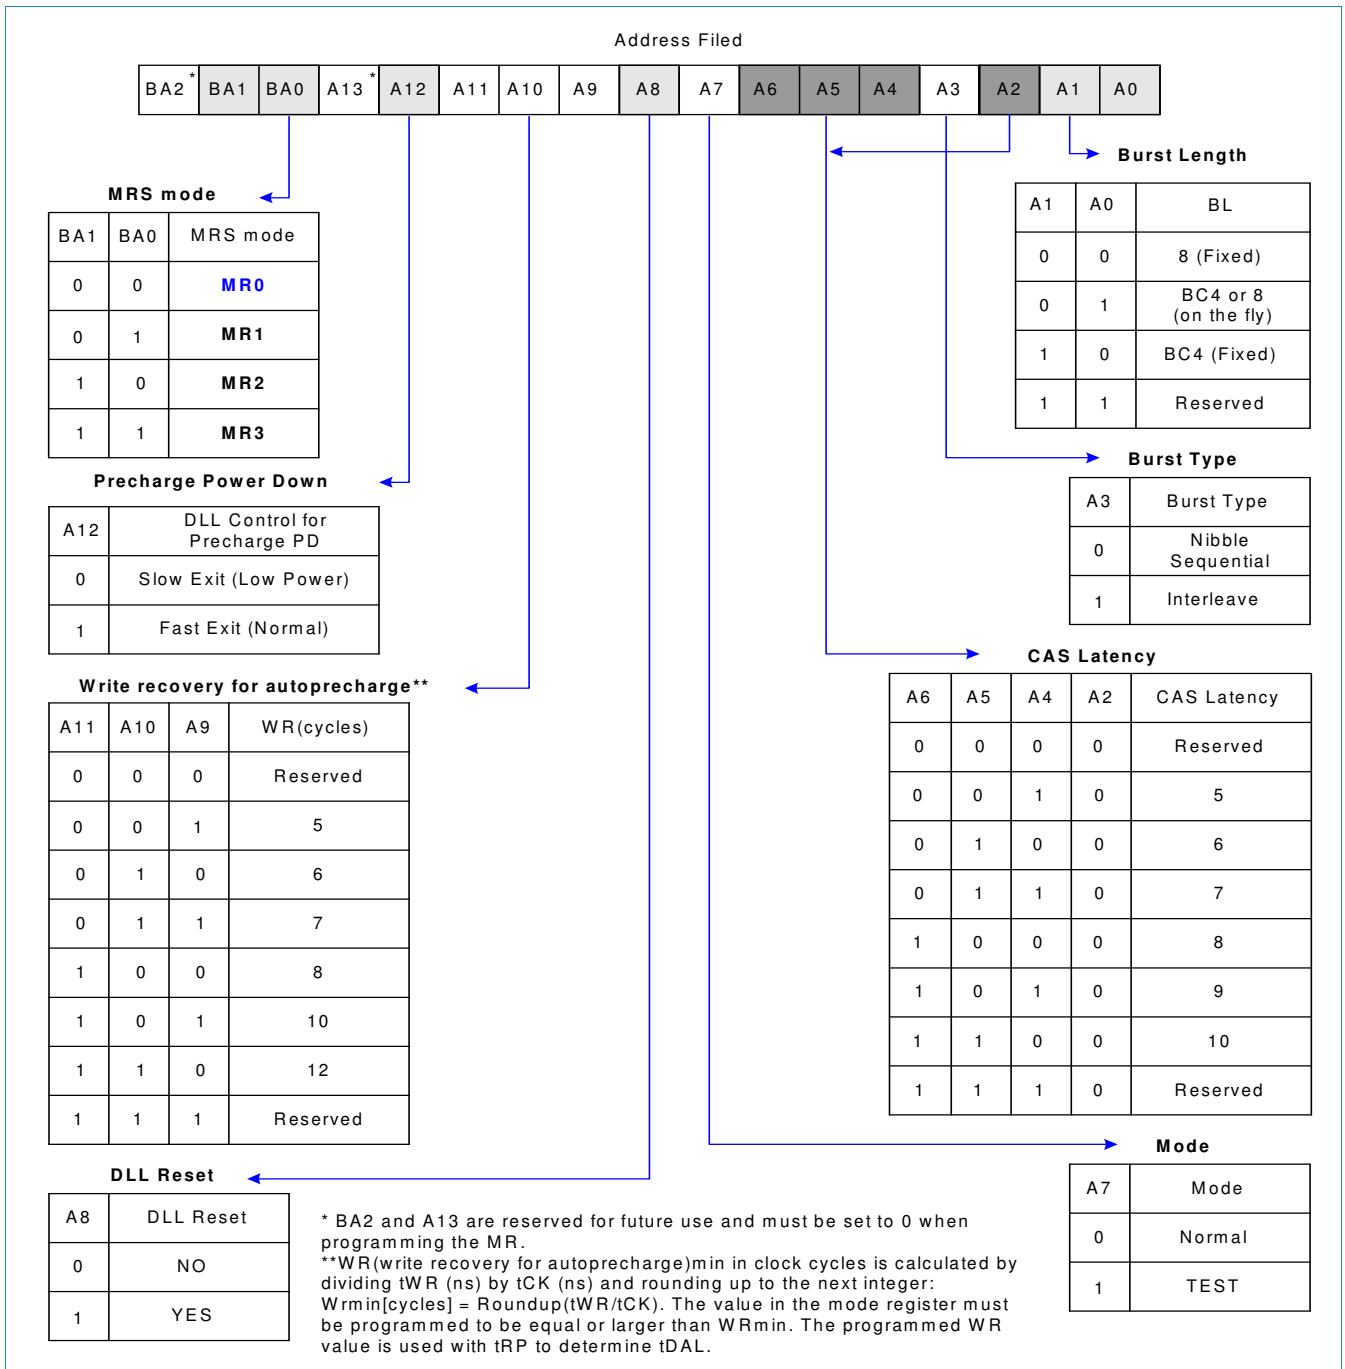 Address Filed
BA2* BA1 BA0 A13* A12 A11 A10 A9 A8 A7 A6 A5 A4 A3 A2 A1 A0
MRS mode
BA1 BA0 MRS mode
0 0 MR0
0 1 MR1
1 0 MR2
1 1 MR3
Precharge Power Down
A12 DLL Control for
Precharge PD
0 Slow Exit (Low Power)
1 Fast Exit (Normal)
Write recovery for autoprecharge**
A11 A10 A9 WR(cycles)
0 0 0 Reserved
0 0 1 5
0 1 0 6
0 1 1 7
1 0 0 8
1 0 1 10
1 1 0 12
1 1 1 Reserved
DLL Reset
A8 DLL Reset
0 NO
1 YES
Burst Length
A1 A0 BL
0 0 8 (Fixed)
0 1 BC4 or 8
(on the fly)
1 0 BC4 (Fixed)
1 1 Reserved
Burst Type
A3 Burst Type
0 Nibble
Sequential
1 Interleave
CAS Latency
A6 A5 A4 A2 CAS Latency
0 0 0 0 Reserved
0 0 1 0 5
0 1 0 0 6
0 1 1 0 7
1 0 0 0 8
1 0 1 0 9
1 1 0 0 10
1 1 1 0 Reserved
Mode
A7 Mode
0 Normal
1 TEST
* BA2 and A13 are reserved for future use and must be set to 0 when
programming the MR.
**WR(write recovery for autoprecharge)min in clock cycles is calculated by
dividing tWR (ns) by tCK (ns) and rounding up to the next integer:
Wrmin[cycles] = Roundup(tWR/tCK). The value in the mode register must
be programmed to be equal or larger than WRmin. The programmed WR
value is used with tRP to determine tDAL.